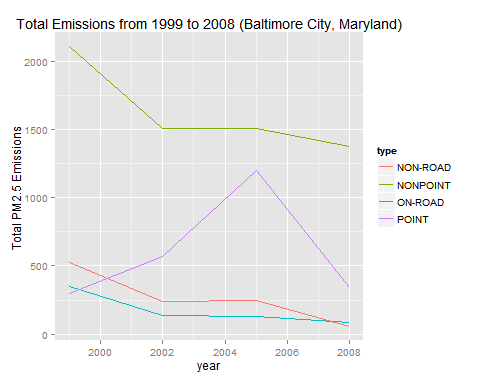 Total Emissions from 1999 to 2008 (Baltimore City, Maryland)
Total PM2.5 Emissions
2000
1500
1000
500
0
2000
2002
2004
2006
2008
year
type
NON-ROAD
NONPOINT
ON-ROAD
POINT